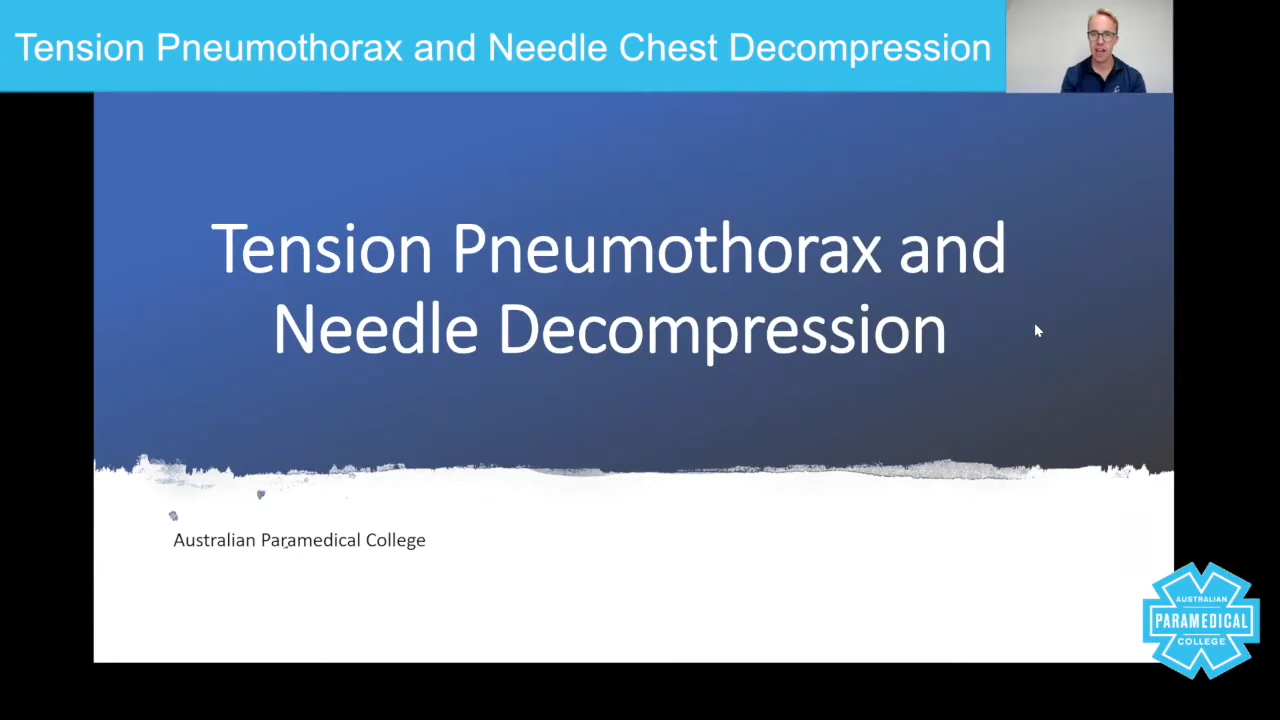 Tension Pneumothorax and Needle Chest Decompression
Tension Pneumothorax and
Needle Decompression
Australian Paramedical College
AUSTRALIAN
PARAMEDICAL
COLLEGE